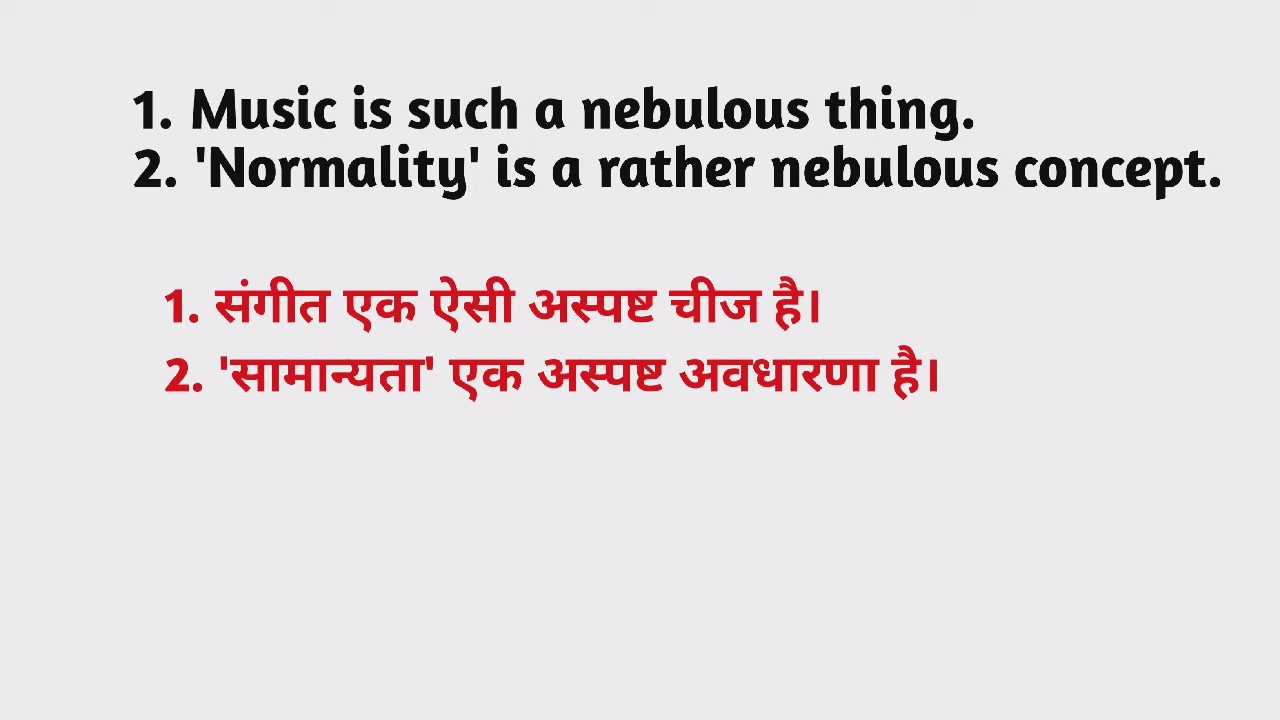 1. Music is such a nebulous thing.
2. 'Normality' is a rather nebulous concept.
1. संगीत एक ऐसी अस्पष्ट चीज है।
2. 'सामान्यता' एक अस्पष्ट अवधारणा है।